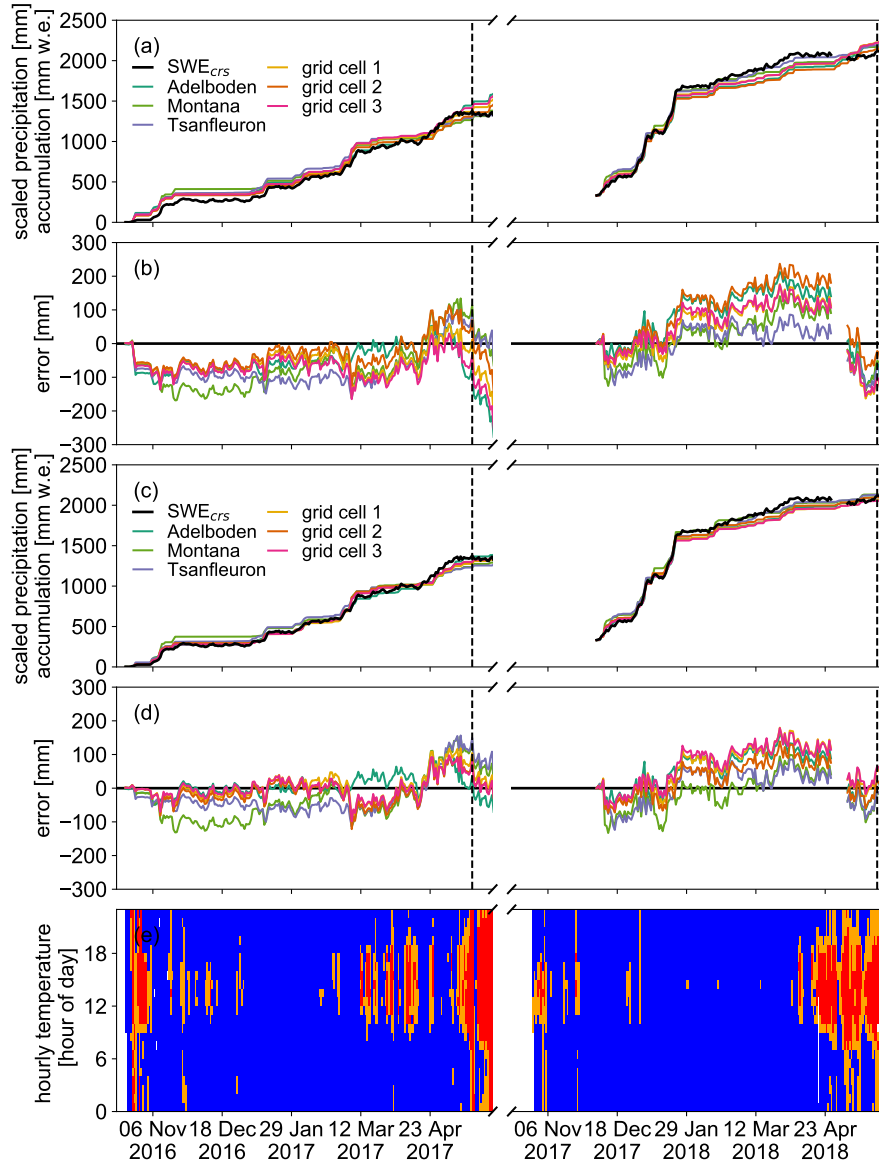 scaled precipitation [mm]
accumulation [mm w.e.]
2500
2000
1500
1000
500
0
(a)
SWEcrs
Adelboden
Montana
Tsanfleuron
grid cell 1
grid cell 2
grid cell 3
error [mm]
300
200
100
0
−100
−200
−300
(b)
scaled precipitation [mm]
accumulation [mm w.e.]
2500
2000
1500
1000
500
0
(c)
SWEcrs
Adelboden
Montana
Tsanfleuron
grid cell 1
grid cell 2
grid cell 3
error [mm]
300
200
100
0
−100
−200
−300
(d)
hourly temperature
[hour of day]
18
12
6
0
(e)
06 Nov
2016
18 Dec
2016
29 Jan
2017
12 Mar
2017
23 Apr
2017
06 Nov
2017
18 Dec
2017
29 Jan
2018
12 Mar
2018
23 Apr
2018